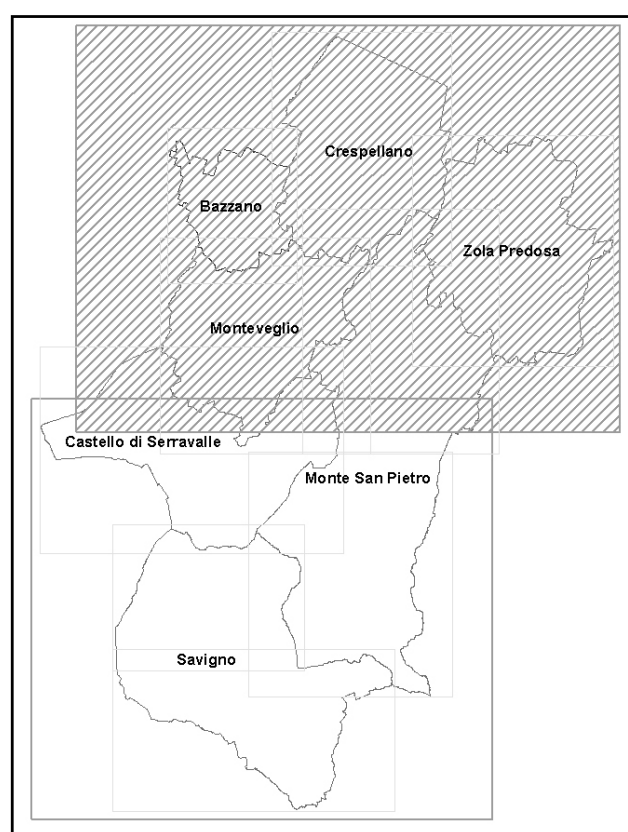 Crespellano
Bazzano
Zola Predosa
Monteveglio
Castello di Serravalle
Monte San Pietro
Savigno